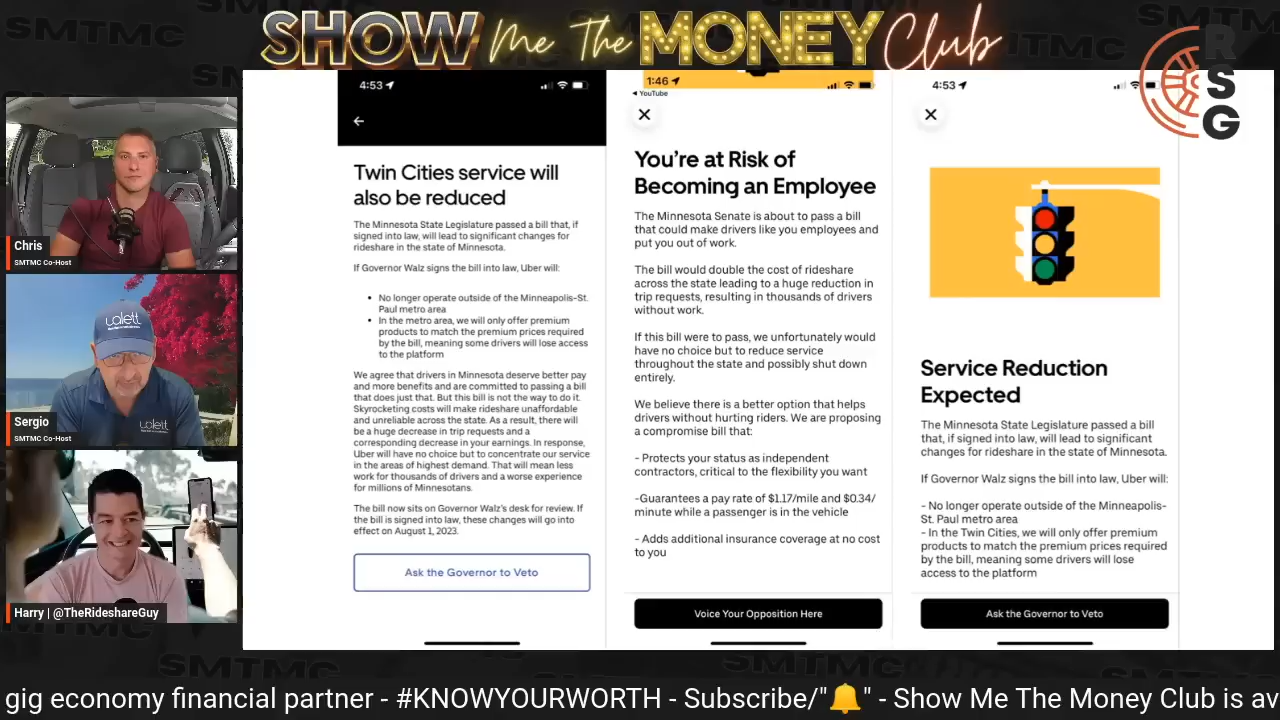 SHOW Me The MONEY Club
RSG
Chris
SMTMC Co-Host
ualett
ualett
Sergio
SMTMC Co-Host
Harry | @TheRideshareGuy
4:53
Twin Cities service will
also be reduced
The Minnesota State Legislature passed a bill that, if
signed into law, will lead to significant changes for
rideshare in the state of Minnesota.
If Governor Walz signs the bill into law, Uber will:
• No longer operate outside of the Minneapolis-St.
Paul metro area
• In the metro area, we will only offer premium
products to match the premium prices required
by the bill, meaning some drivers will lose access
to the platform
We agree that drivers in Minnesota deserve better pay
and more benefits and are committed to passing a bill
that does just that. But this bill is not the way to do it.
Skyrocketing costs will make rideshare unaffordable
and unreliable across the state. As a result, there will
be a huge decrease in trip requests and a
corresponding decrease in your earnings. In response,
Uber will have no choice but to concentrate our service
in the areas of highest demand. That will mean less
work for thousands of drivers and a worse experience
for millions of Minnesotans.
The bill now sits on Governor Walz's desk for review. If
the bill is signed into law, these changes will go into
effect on August 1, 2023.
Ask the Governor to Veto
1:46
YouTube
You're at Risk of
Becoming an Employee
The Minnesota Senate is about to pass a bill
that could make drivers like you employees and
put you out of work.
The bill would double the cost of rideshare
across the state leading to a huge reduction in
trip requests, resulting in thousands of drivers
without work.
If this bill were to pass, we unfortunately would
have no choice but to reduce service
throughout the state and possibly shut down
entirely.
We believe there is a better option that helps
drivers without hurting riders. We are proposing
a compromise bill that:
- Protects your status as independent
contractors, critical to the flexibility you want
-Guarantees a pay rate of $1.17/mile and $0.34/
minute while a passenger is in the vehicle
- Adds additional insurance coverage at no cost
to you
Voice Your Opposition Here
4:53
Service Reduction
Expected
The Minnesota State Legislature passed a bill
that, if signed into law, will lead to significant
changes for rideshare in the state of Minnesota.
If Governor Walz signs the bill into law, Uber will:
- No longer operate outside of the Minneapolis-
St. Paul metro area
- In the Twin Cities, we will only offer premium
products to match the premium prices required
by the bill, meaning some drivers will lose
access to the platform
Ask the Governor to Veto
gig economy financial partner - #KNOWYOURWORTH - Subscribe/"🔔" - Show Me The Money Club is av